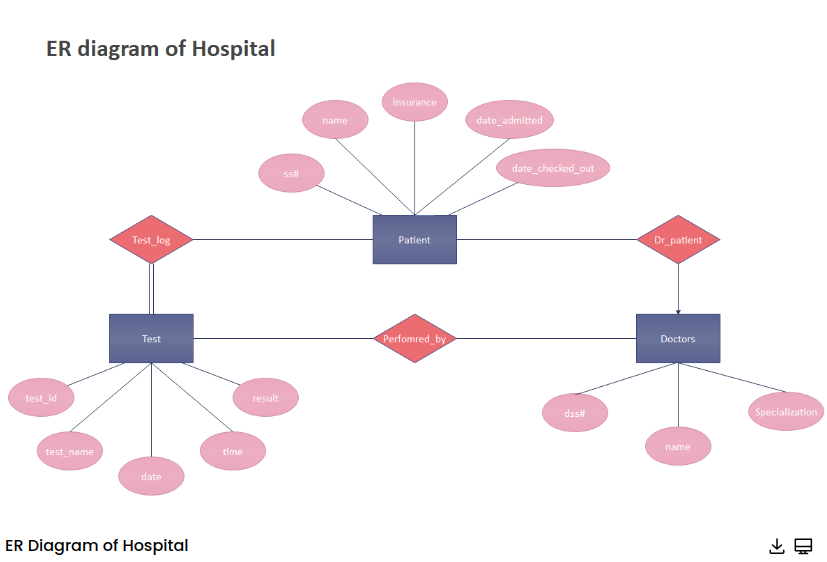 ER diagram of Hospital
Insurance
name
date_admitted
date_checked_out
ss#
Test_log
Patient
Dr_patient
Test
Perfomred_by
Doctors
test_id
result
dss#
Specialization
test_name
time
name
date
ER Diagram of Hospital